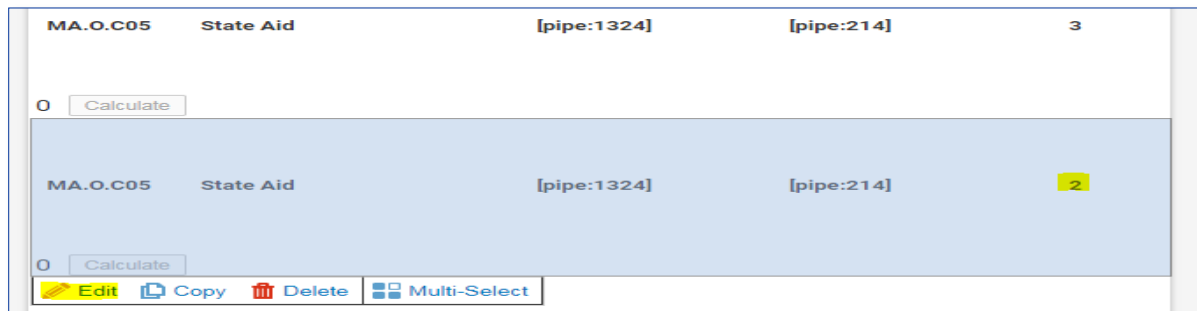 MA.O.C05 State Aid [pipe:1324] [pipe:214] 3
0 Calculate
MA.O.C05 State Aid [pipe:1324] [pipe:214] 2
0 Calculate
Edit Copy Delete Multi-Select